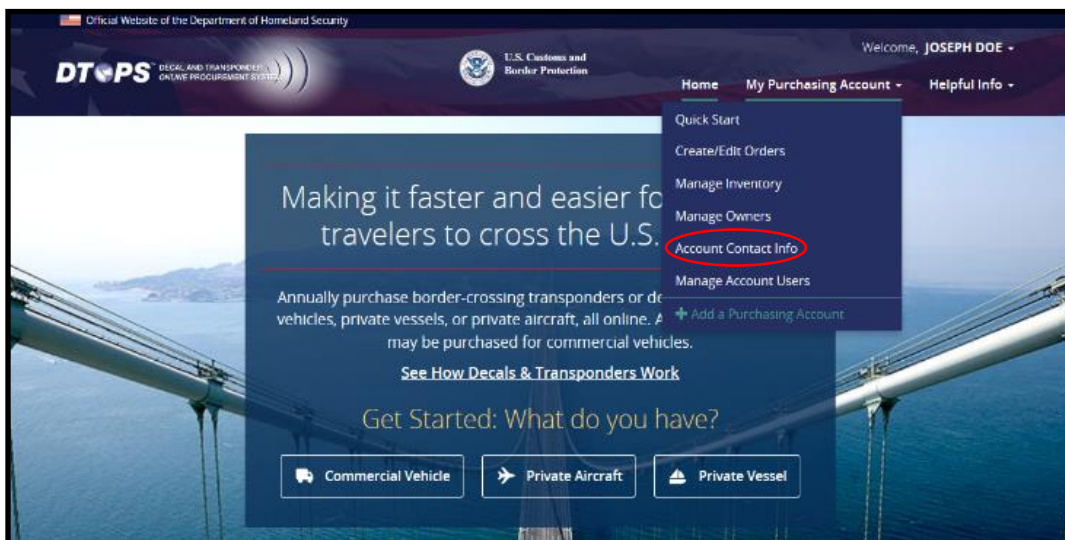 Official Website of the Department of Homeland Security
Welcome, JOSEPH DOE
DTOPS DECAL AND TRANSPONDER
ONLINE PROCUREMENT SYSTEM
U.S. Customs and
Border Protection
Home My Purchasing Account Helpful Info
Quick Start
Create/Edit Orders
Manage Inventory
Manage Owners
Account Contact Info
Manage Account Users
+ Add a Purchasing Account
Making it faster and easier fo
travelers to cross the U.S.
Annually purchase border-crossing transponders or de
vehicles, private vessels, or private aircraft, all online. A
may be purchased for commercial vehicles.
See How Decals & Transponders Work
Get Started: What do you have?
Commercial Vehicle
Private Aircraft
Private Vessel